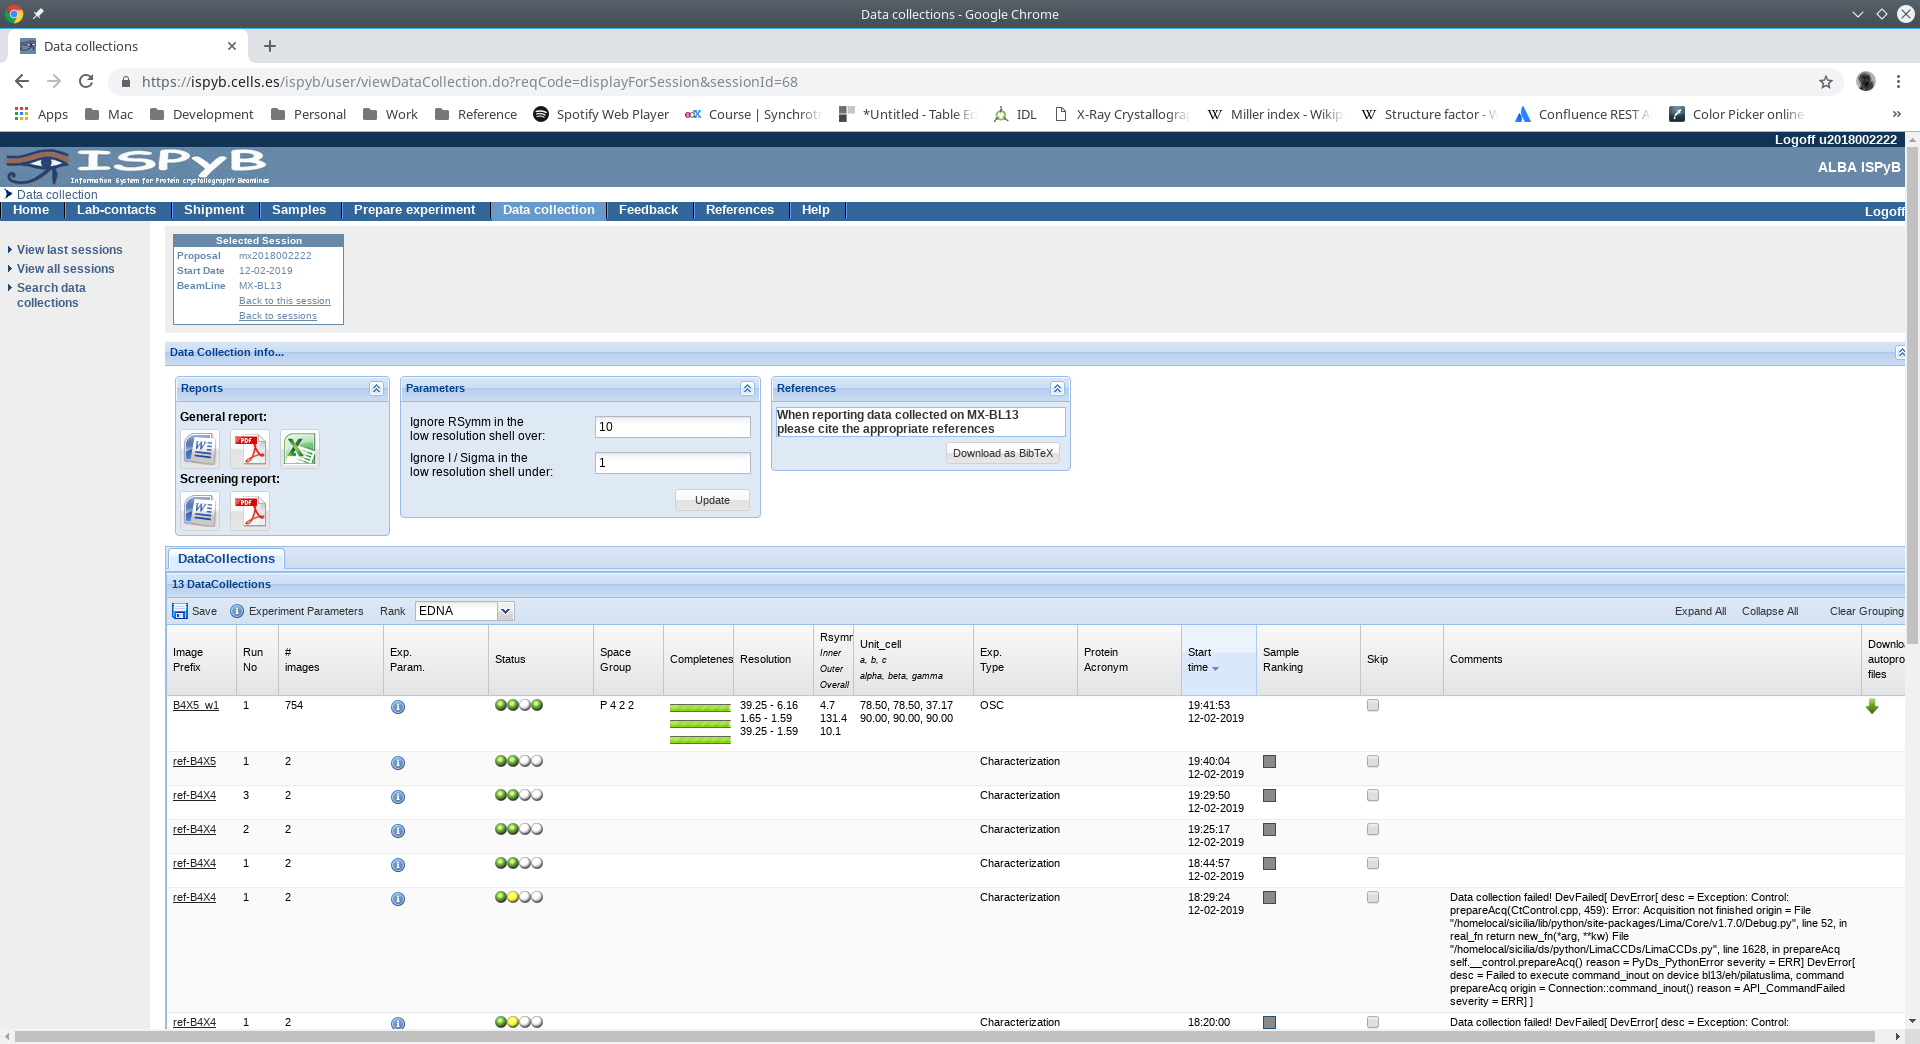 Data collections - Google Chrome
Data collections
https://ispyb.cells.es/ispyb/user/viewDataCollection.do?reqCode=displayForSession&sessionId=68
Apps Mac Development Personal Work Reference Spotify Web Player Course | Synchrot *Untitled - Table Ed IDL X-Ray Crystallogra Miller index - Wikip Structure factor - W Confluence REST A Color Picker online »
Logoff u2018002222
ISPyB
Information System for Protein crystallographY Beamlines
ALBA ISPyB
Data collection
Home Lab-contacts Shipment Samples Prepare experiment Data collection Feedback References Help Logoff
View last sessions
View all sessions
Search data
collections
Selected Session
Proposal mx2018002222
Start Date 12-02-2019
BeamLine MX-BL13
Back to this session
Back to sessions
Data Collection info...
Reports
General report:
Screening report:
Parameters
Ignore RSymm in the
low resolution shell over: 10
Ignore I / Sigma in the
low resolution shell under: 1
Update
References
When reporting data collected on MX-BL13
please cite the appropriate references
Download as BibTeX
DataCollections
13 DataCollections
Save Experiment Parameters Rank EDNA Expand All Collapse All Clear Grouping
Image
Prefix
Run
No
#
images
Exp.
Param.
Status
Space
Group
Completenes
Resolution
Rsymm
Inner
Outer
Overall
Unit_cell
a, b, c
alpha, beta, gamma
Exp.
Type
Protein
Acronym
Start
time
Sample
Ranking
Skip
Comments
Downlo
autopro
files
B4X5_w1 1 754 P 4 2 2 39.25 - 6.16 4.7 78.50, 78.50, 37.17 OSC 19:41:53
1.65 - 1.59 131.4 90.00, 90.00, 90.00 12-02-2019
39.25 - 1.59 10.1
ref-B4X5 1 2 Characterization 19:40:04
12-02-2019
ref-B4X4 3 2 Characterization 19:29:50
12-02-2019
ref-B4X4 2 2 Characterization 19:25:17
12-02-2019
ref-B4X4 1 2 Characterization 18:44:57
12-02-2019
ref-B4X4 1 2 Characterization 18:29:24
12-02-2019
Data collection failed! DevFailed[ DevError[ desc = Exception: Control:
prepareAcq(CtControl.cpp, 459): Error: Acquisition not finished origin = File
"/homelocal/sicilia/lib/python/site-packages/Lima/Core/v1.7.0/Debug.py", line 52, in
real_fn return new_fn(*arg, **kw) File
"/homelocal/sicilia/ds/python/LimaCCDs/LimaCCDs.py", line 1628, in prepareAcq
self.__control.prepareAcq() reason = PyDs_PythonError severity = ERR] DevError[
desc = Failed to execute command_inout on device bl13/eh/pilatuslima, command
prepareAcq origin = Connection::command_inout() reason = API_CommandFailed
severity = ERR] ]
ref-B4X4 1 2 Characterization 18:20:00 Data collection failed! DevFailed[ DevError[ desc = Exception: Control: